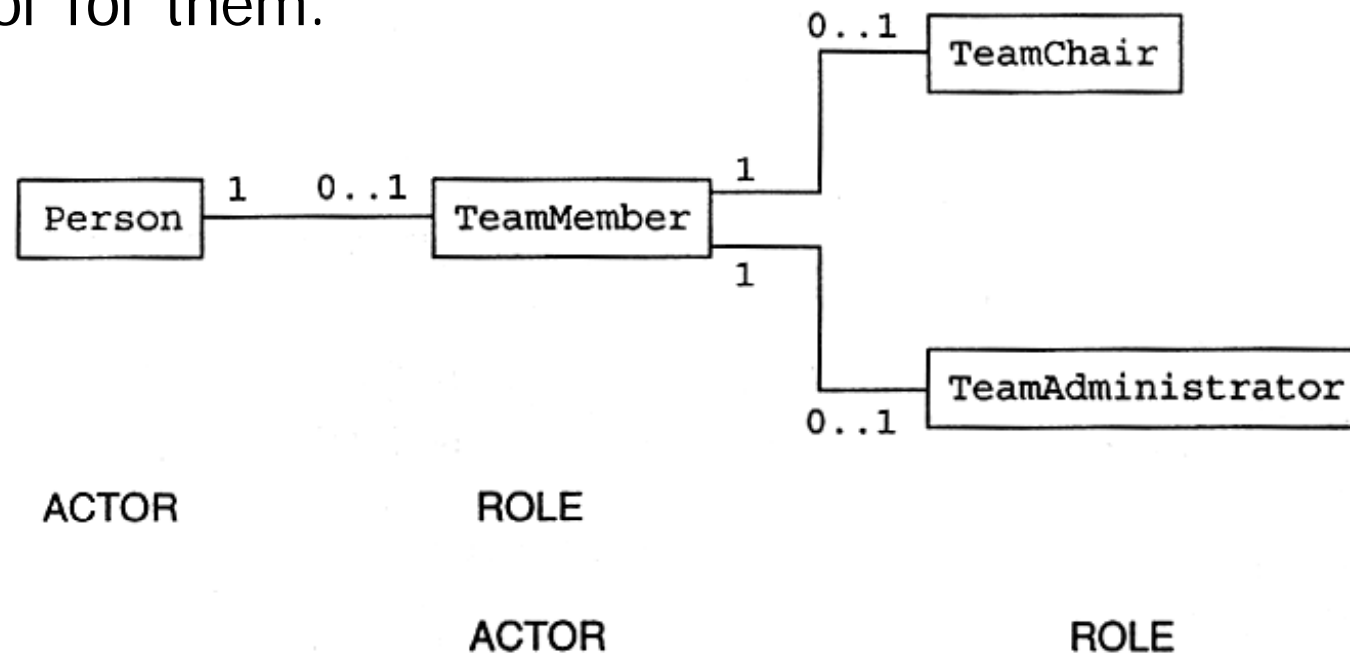 or for them.
0..1
TeamChair
1
Person
1
0..1
TeamMember
1
TeamAdministrator
0..1
ACTOR
ROLE
ACTOR
ROLE